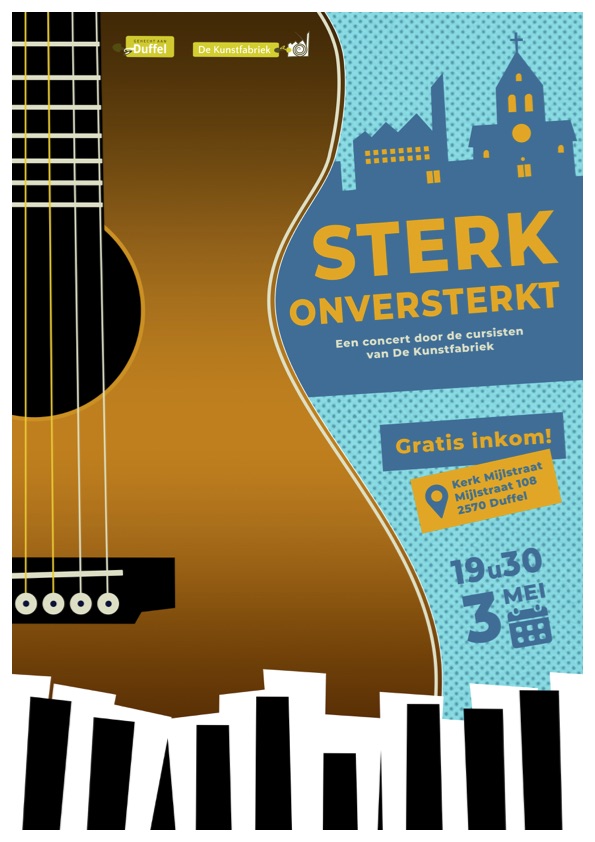 GEMEENTE
Duffel
De Kunstfabriek
STERK
ONVERSTERKT
Een concert door de cursisten
van De Kunstfabriek
Gratis inkom!
Kerk Mijlstraat
Mijlstraat 108
2570 Duffel
19u30
3 MEI